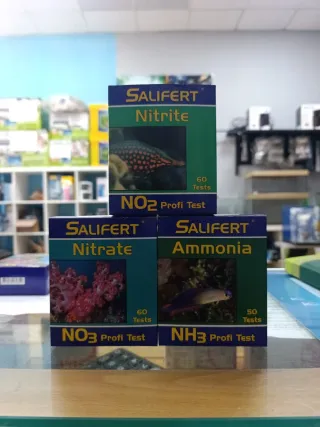 SALIFERT
Nitrite
60
Tests
NO2 Profi Test
SALIFERT
Nitrate
60
Tests
NO3 Profi Test
SALIFERT
Ammonia
50
Tests
NH3 Profi Test